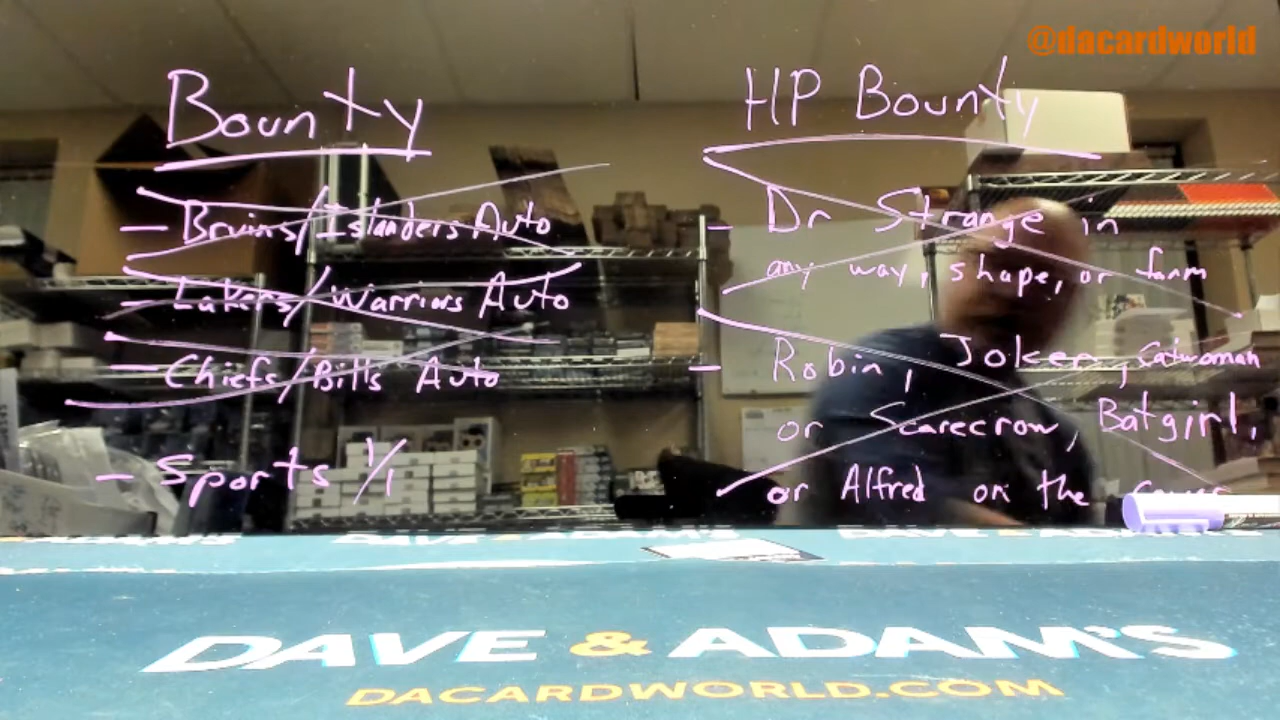 @dacardworld
Bounty
- Bruins/Islanders Auto
- Lakers/Warriors Auto
- Chiefs/Bills Auto
- Sports 1/1
HP Bounty
- Dr Strange in
any way, shape, or form
- Robin, Joker, Catwoman
or Scarecrow, Batgirl,
or Alfred on the cover
DAVE & ADAM'S
DACARDWORLD.COM